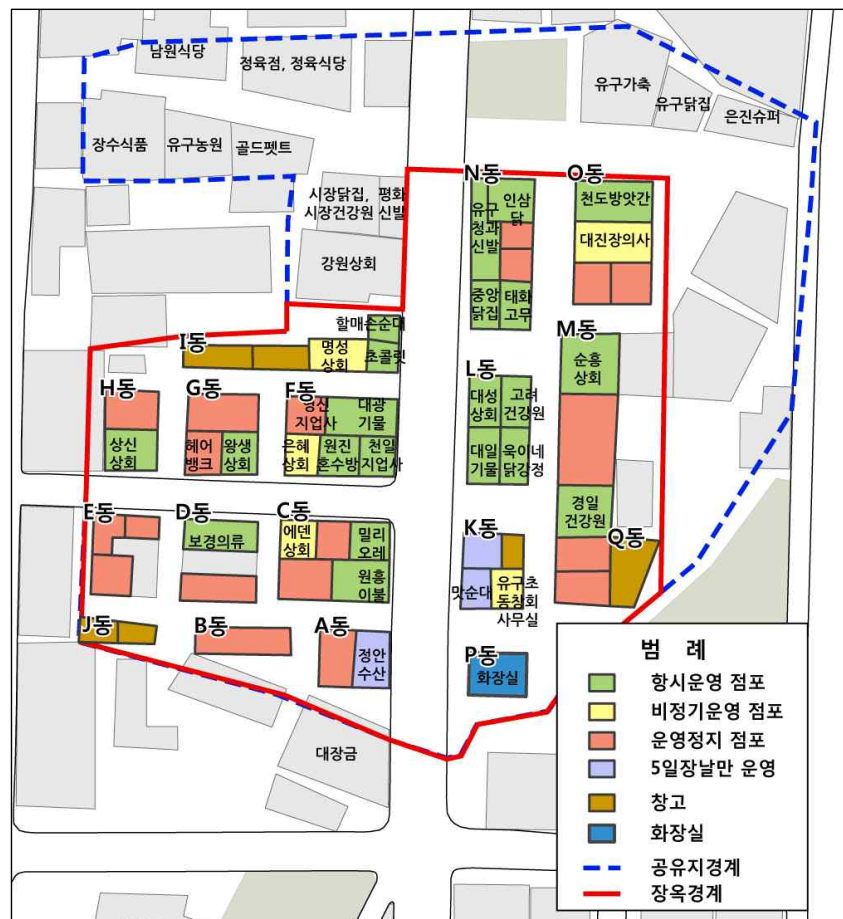 남원식당
정육점, 정육식당
유구가축
유구닭집
은진슈퍼
장수식품
유구농원
골드펫트
시장닭집,
시장건강원
평화
신발
강원상회
N동
유구
청과
신발
인삼
닭
중앙
닭집
태화
고무
O동
천도방앗간
대진장의사
I동
명성
상회
할매손순대
초콜릿
M동
순흥
상회
경일
건강원
H동
상신
상회
G동
헤어
뱅크
왕생
상회
F동
영신
지업사
대광
기물
은혜
상회
원진
혼수방
천일
지업사
L동
대성
상회
고려
건강원
대일
기물
욱이네
닭강정
E동
D동
보경의류
C동
에덴
상회
밀리
오레
원흥
이불
K동
맛순대
유구초
동창회
사무실
Q동
J동
B동
A동
정안
수산
P동
화장실
대장금
범 례
항시운영 점포
비정기운영 점포
운영정지 점포
5일장날만 운영
창고
화장실
공유지경계
장옥경계